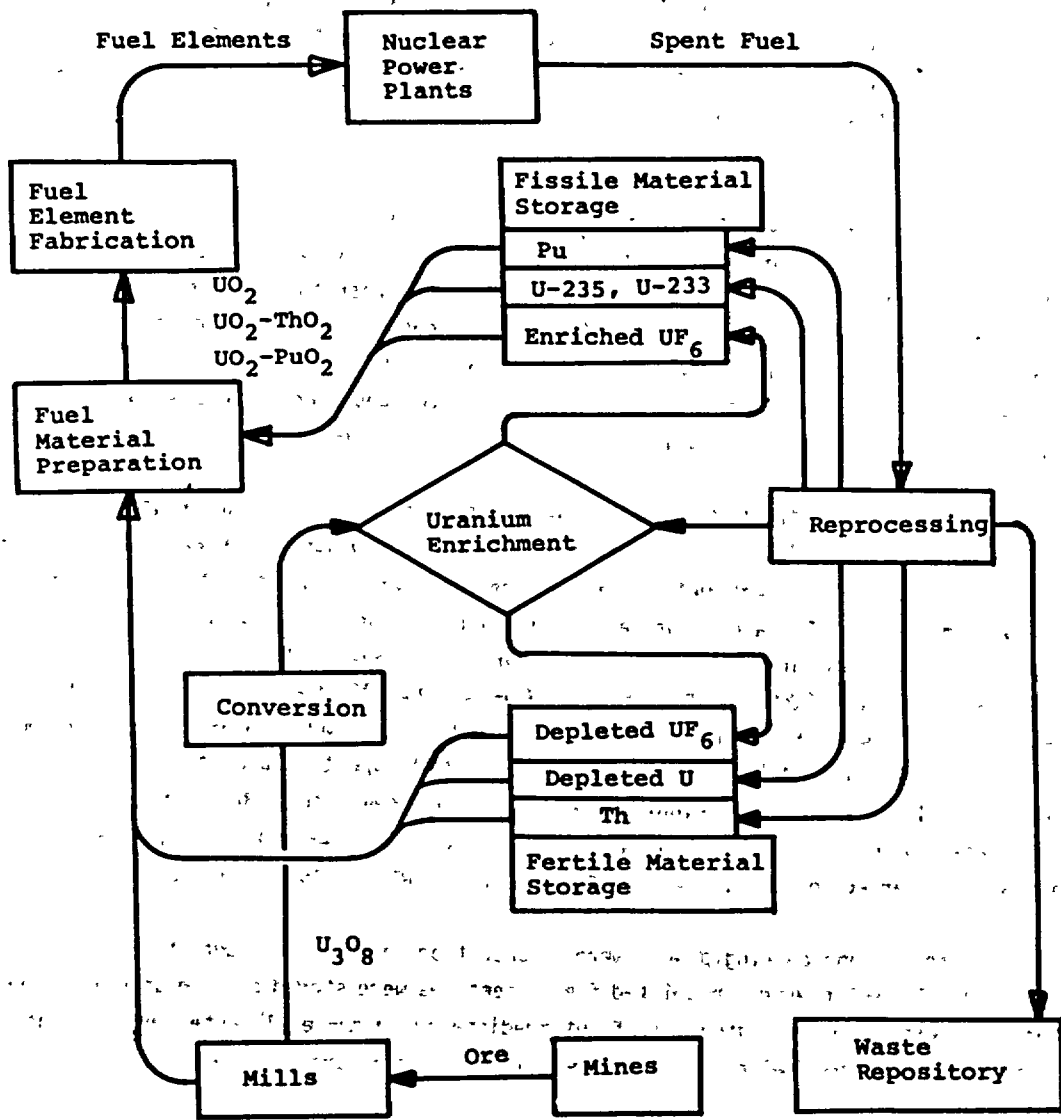 Fuel Elements
Nuclear
Power
Plants
Spent Fuel
Fuel
Element
Fabrication
Fissile Material
Storage
Pu
U-235, U-233
Enriched UF₆
UO₂
UO₂-ThO₂
UO₂-PuO₂
Fuel
Material
Preparation
Uranium
Enrichment
Reprocessing
Conversion
Depleted UF₆
Depleted U
Th
Fertile Material
Storage
U₃O₈
Ore
Mills
Mines
Waste
Repository